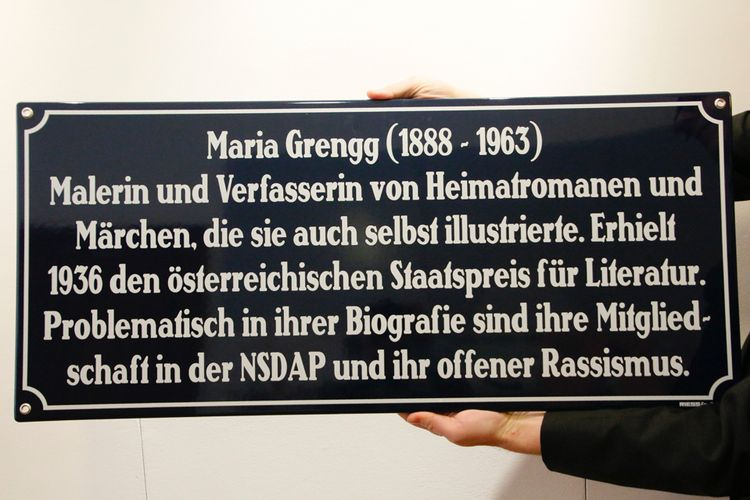 Maria Grengg (1888 - 1963)
Malerin und Verfasserin von Heimatromanen und
Märchen, die sie auch selbst illustrierte. Erhielt
1936 den österreichischen Staatspreis für Literatur.
Problematisch in ihrer Biografie sind ihre Mitglied-
schaft in der NSDAP und ihr offener Rassismus.